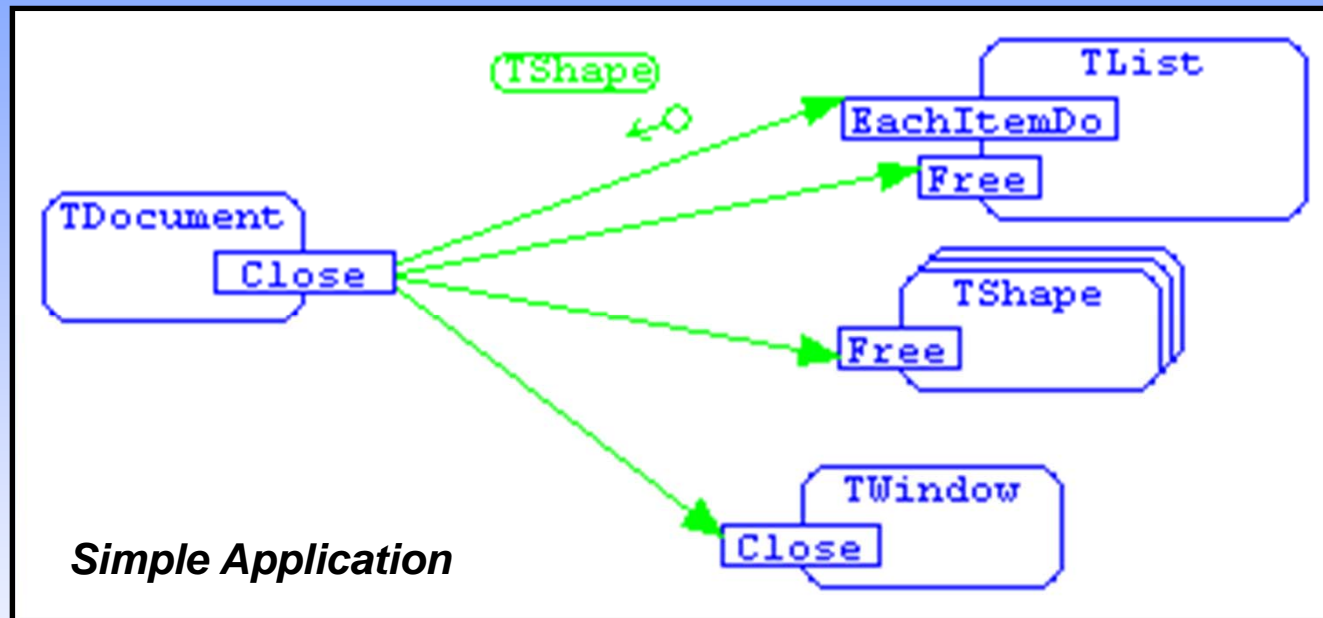 TShape
TList
EachItemDo
Free
TDocument
Close
TShape
Free
TWindow
Close
Simple Application